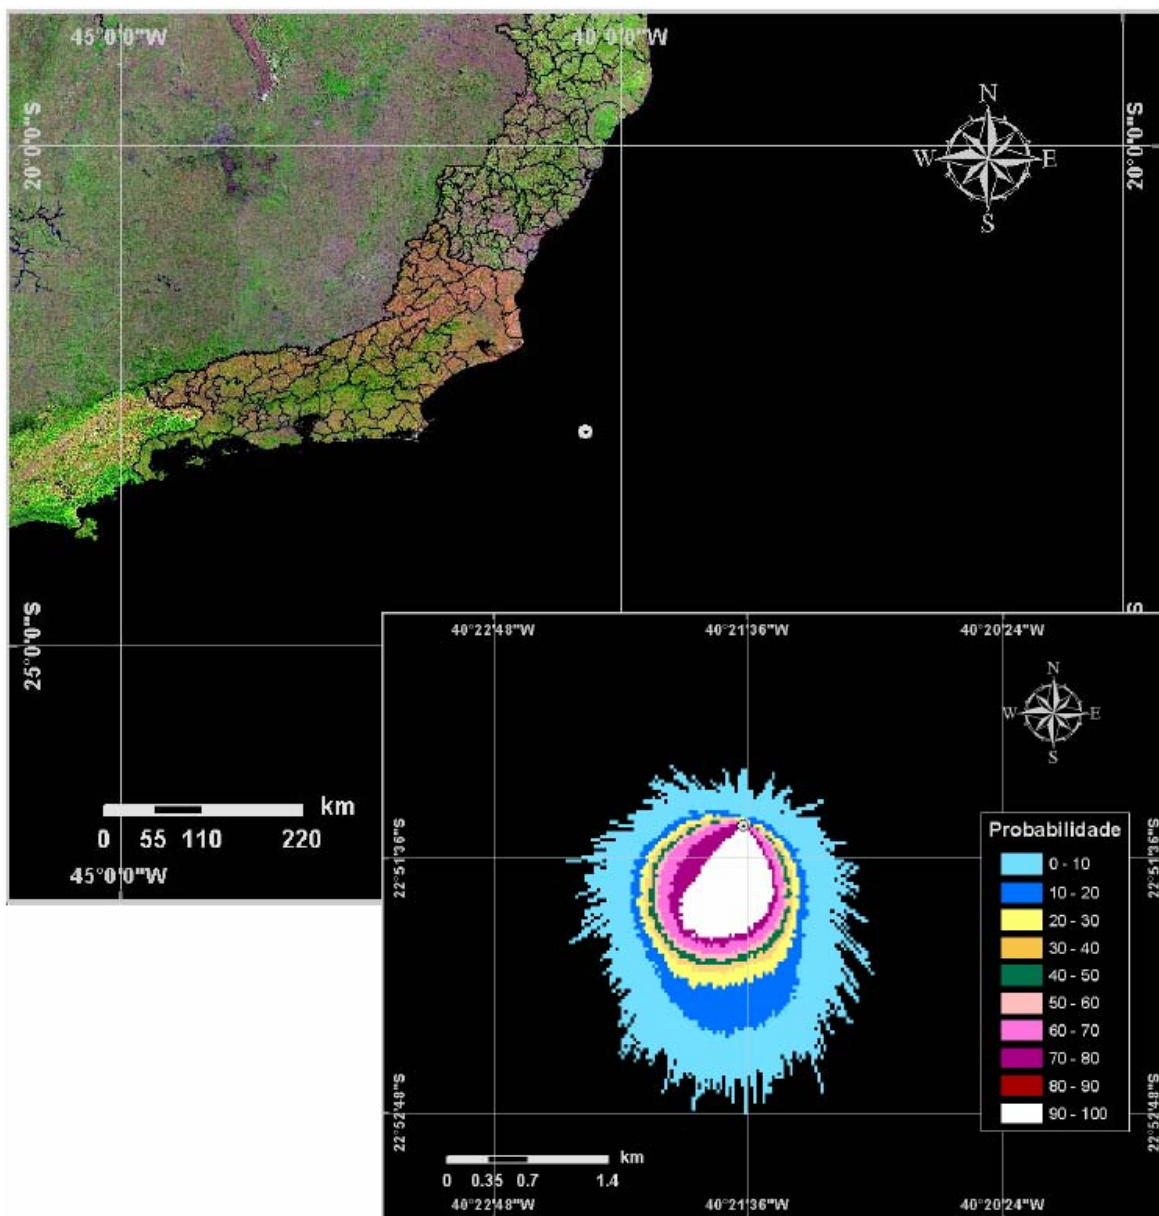 45°0'0"W
40°0'0"W
N
W E
S
20°0'0"S
20°0'0"S
25°0'0"S
S
km
0 55 110 220
45°0'0"W
40°22'48"W
40°21'36"W
40°20'24"W
N
W E
S
22°51'36"S
22°51'36"S
Probabilidade
0 - 10
10 - 20
20 - 30
30 - 40
40 - 50
50 - 60
60 - 70
70 - 80
80 - 90
90 - 100
22°52'48"S
22°52'48"S
km
0 0.35 0.7 1.4
40°22'48"W
40°21'36"W
40°20'24"W